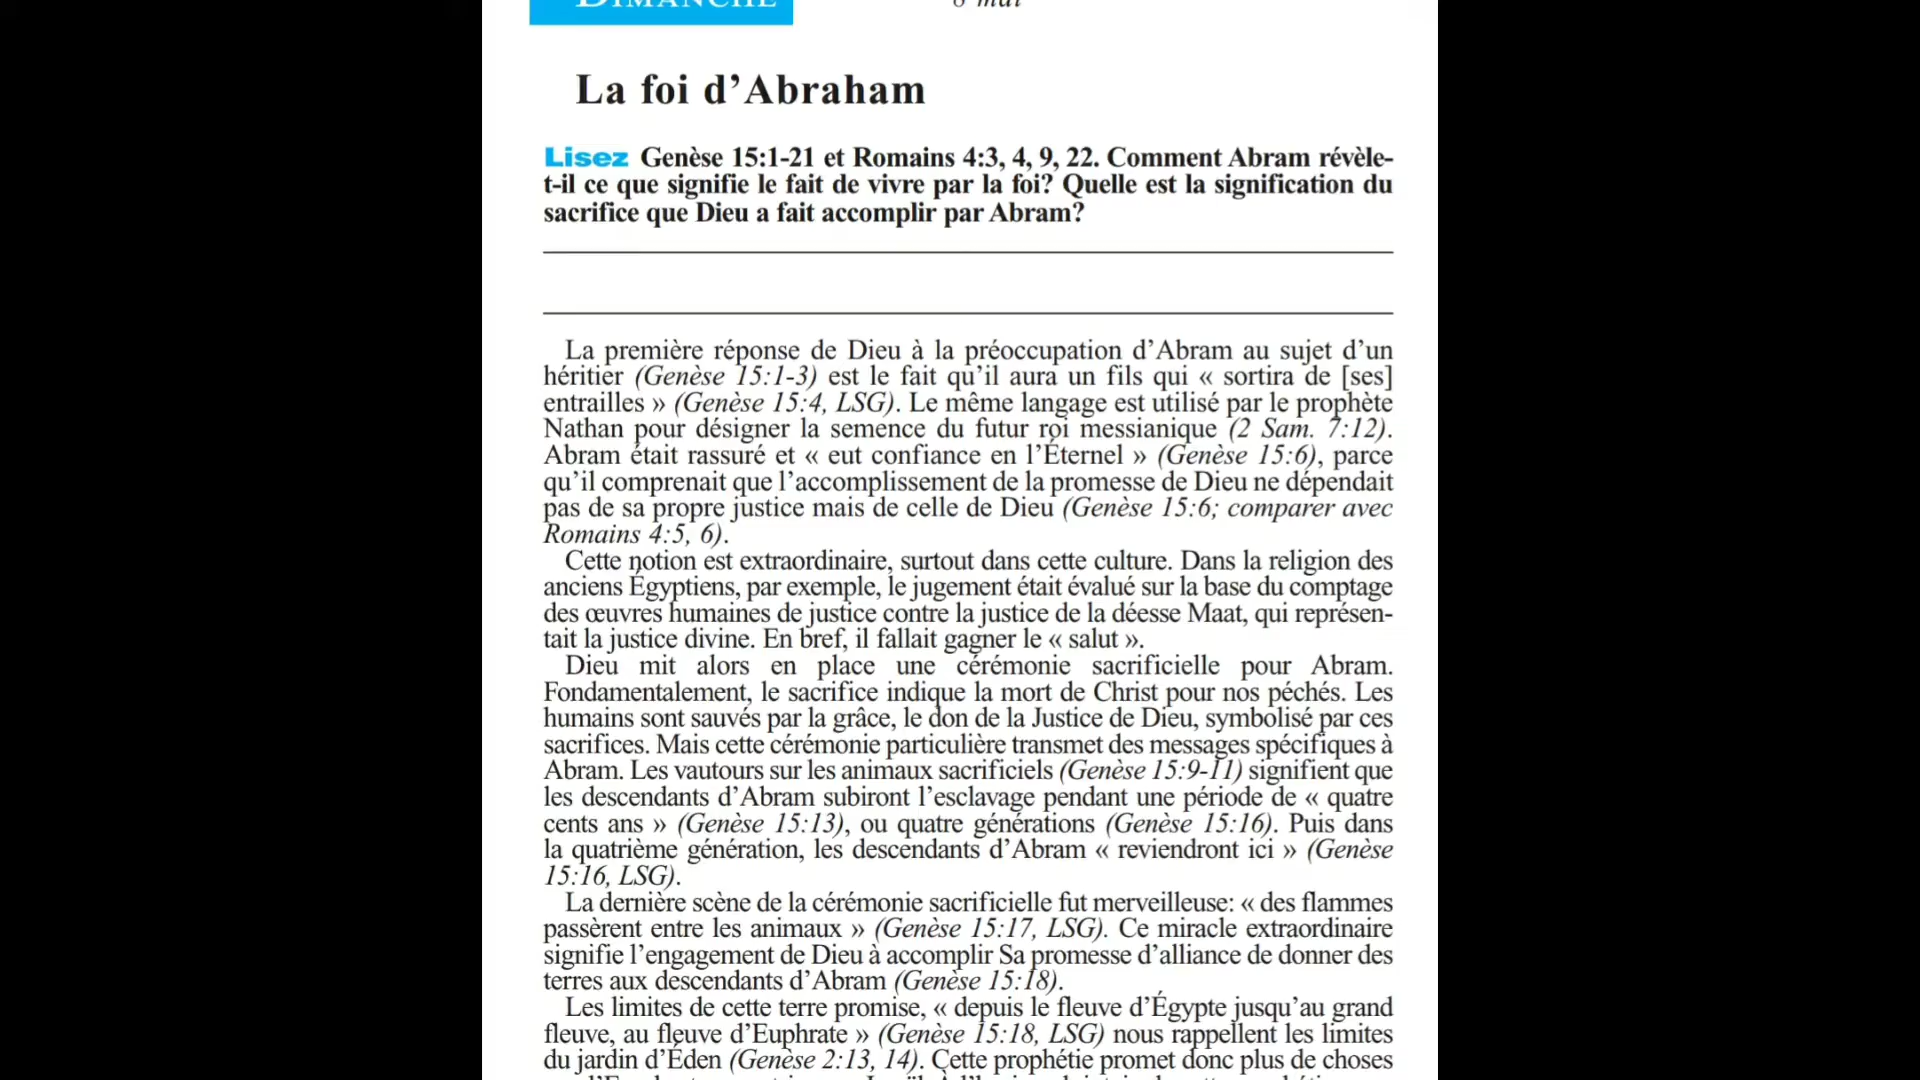 DIMANCHE
8 mai
La foi d’Abraham
Lisez Genèse 15:1-21 et Romains 4:3, 4, 9, 22. Comment Abram révèle-
t-il ce que signifie le fait de vivre par la foi? Quelle est la signification du
sacrifice que Dieu a fait accomplir par Abram?
La première réponse de Dieu à la préoccupation d’Abram au sujet d’un
héritier (Genèse 15:1-3) est le fait qu’il aura un fils qui « sortira de [ses]
entrailles » (Genèse 15:4, LSG). Le même langage est utilisé par le prophète
Nathan pour désigner la semence du futur roi messianique (2 Sam. 7:12).
Abram était rassuré et « eut confiance en l’Éternel » (Genèse 15:6), parce
qu’il comprenait que l’accomplissement de la promesse de Dieu ne dépendait
pas de sa propre justice mais de celle de Dieu (Genèse 15:6; comparer avec
Romains 4:5, 6).
Cette notion est extraordinaire, surtout dans cette culture. Dans la religion des
anciens Égyptiens, par exemple, le jugement était évalué sur la base du comptage
des œuvres humaines de justice contre la justice de la déesse Maat, qui représen-
tait la justice divine. En bref, il fallait gagner le « salut ».
Dieu mit alors en place une cérémonie sacrificielle pour Abram.
Fondamentalement, le sacrifice indique la mort de Christ pour nos péchés. Les
humains sont sauvés par la grâce, le don de la Justice de Dieu, symbolisé par ces
sacrifices. Mais cette cérémonie particulière transmet des messages spécifiques à
Abram. Les vautours sur les animaux sacrificiels (Genèse 15:9-11) signifient que
les descendants d’Abram subiront l’esclavage pendant une période de « quatre
cents ans » (Genèse 15:13), ou quatre générations (Genèse 15:16). Puis dans
la quatrième génération, les descendants d’Abram « reviendront ici » (Genèse
15:16, LSG).
La dernière scène de la cérémonie sacrificielle fut merveilleuse: « des flammes
passèrent entre les animaux » (Genèse 15:17, LSG). Ce miracle extraordinaire
signifie l’engagement de Dieu à accomplir Sa promesse d’alliance de donner des
terres aux descendants d’Abram (Genèse 15:18).
Les limites de cette terre promise, « depuis le fleuve d’Égypte jusqu’au grand
fleuve, au fleuve d’Euphrate » (Genèse 15:18, LSG) nous rappellent les limites
du jardin d’Éden (Genèse 2:13, 14). Cette prophétie promet donc plus de choses